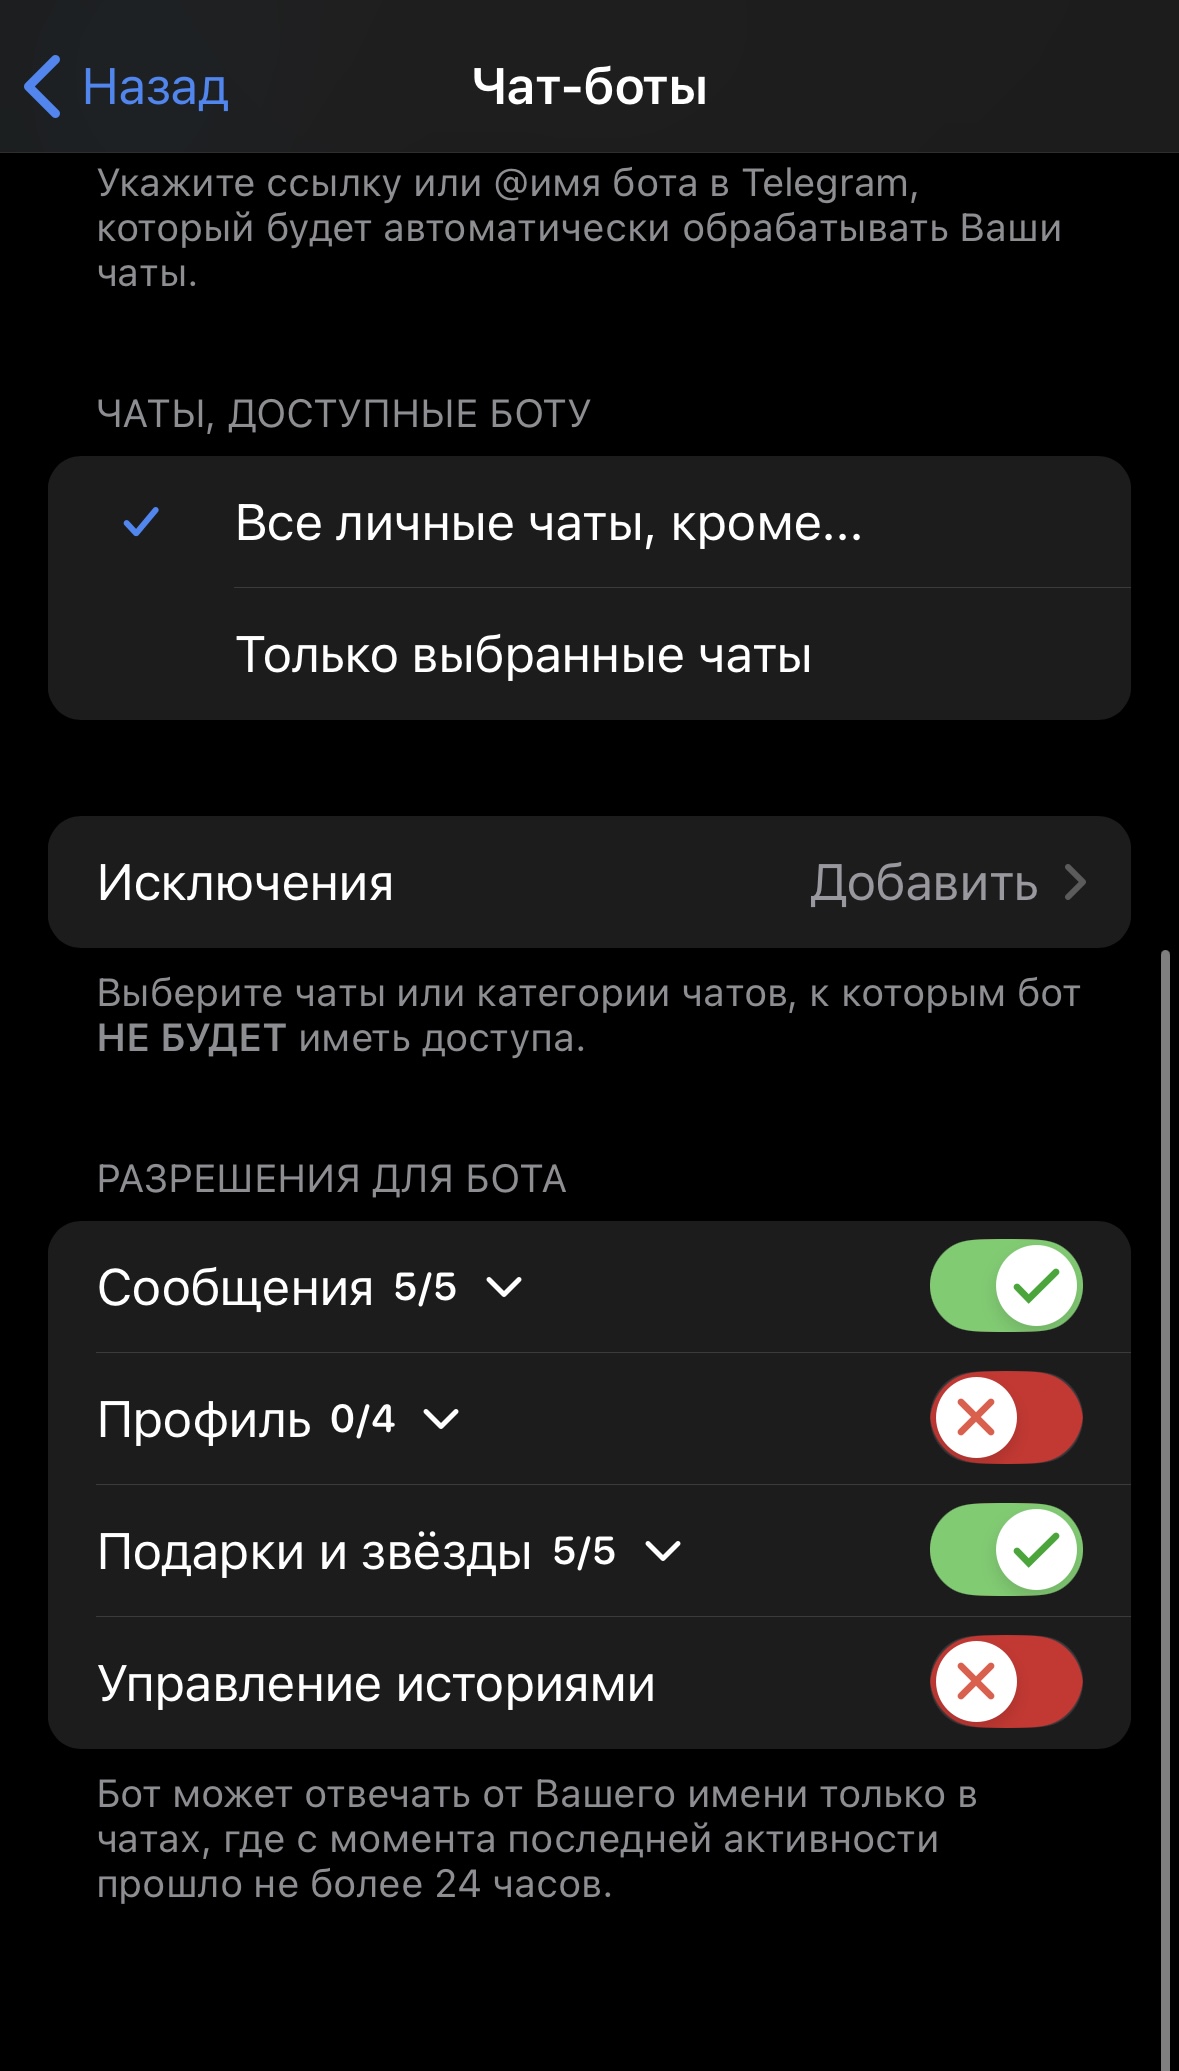 Назад
Чат-боты
Укажите ссылку или @имя бота в Telegram,
который будет автоматически обрабатывать Ваши
чаты.
ЧАТЫ, ДОСТУПНЫЕ БОТУ
Все личные чаты, кроме...
Только выбранные чаты
Исключения Добавить
Выберите чаты или категории чатов, к которым бот
НЕ БУДЕТ иметь доступа.
РАЗРЕШЕНИЯ ДЛЯ БОТА
Сообщения 5/5
Профиль 0/4
Подарки и звёзды 5/5
Управление историями
Бот может отвечать от Вашего имени только в
чатах, где с момента последней активности
прошло не более 24 часов.